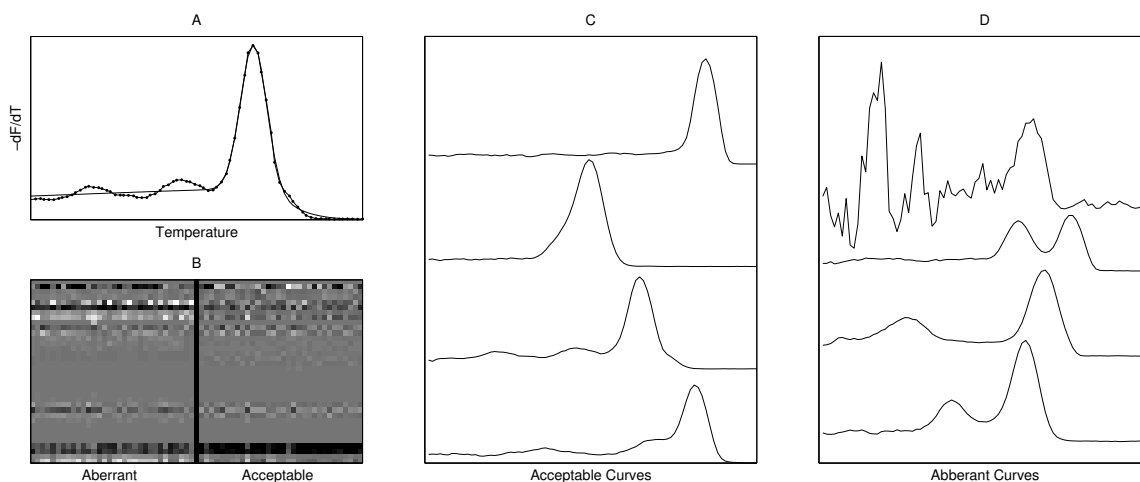 A
–dF/dT
Temperature
B
Aberrant
Acceptable
C
Acceptable Curves
D
Abberant Curves